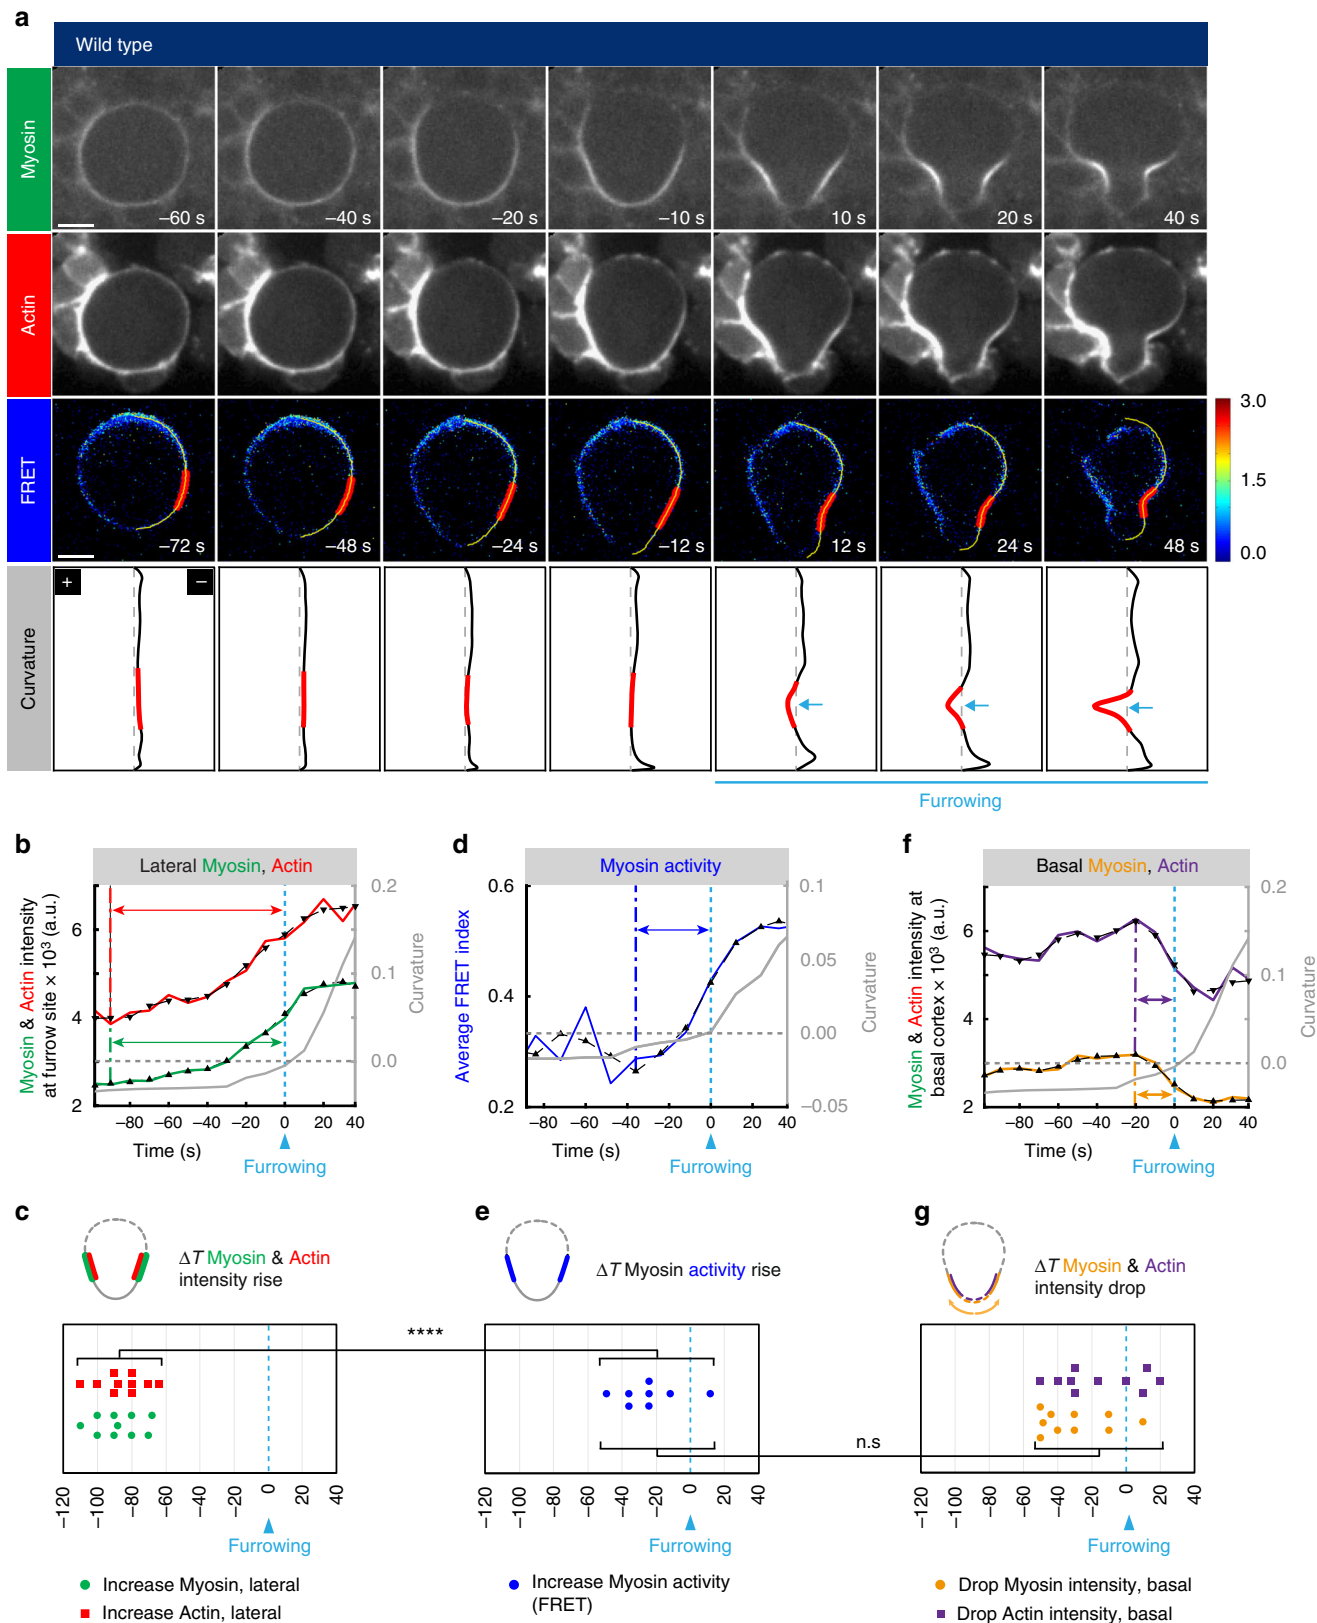 a
Wild type
Myosin
–60 s
–40 s
–20 s
–10 s
10 s
20 s
40 s
Actin
FRET
–72 s
–48 s
–24 s
–12 s
12 s
24 s
48 s
3.0
1.5
0.0
Curvature
+
–
Furrowing
b
Lateral Myosin, Actin
Myosin & Actin intensity
at furrow site × 10³ (a.u.)
6
4
2
0.2
0.1
0.0
Curvature
–80 –60 –40 –20 0 20 40
Time (s)
Furrowing
d
Myosin activity
Average FRET index
0.6
0.4
0.2
0.1
0.05
0.00
–0.05
Curvature
–80 –60 –40 –20 0 20 40
Time (s)
Furrowing
f
Basal Myosin, Actin
Myosin & Actin intensity at
basal cortex × 10³ (a.u.)
6
4
2
0.2
0.1
0.0
Curvature
–80 –60 –40 –20 0 20 40
Time (s)
Furrowing
c
ΔT Myosin & Actin
intensity rise
–120 –100 –80 –60 –40 –20 0 20 40
Furrowing
Increase Myosin, lateral
Increase Actin, lateral
****
e
ΔT Myosin activity rise
–120 –100 –80 –60 –40 –20 0 20 40
Furrowing
Increase Myosin activity
(FRET)
n.s
g
ΔT Myosin & Actin
intensity drop
–120 –100 –80 –60 –40 –20 0 20 40
Furrowing
Drop Myosin intensity, basal
Drop Actin intensity, basal